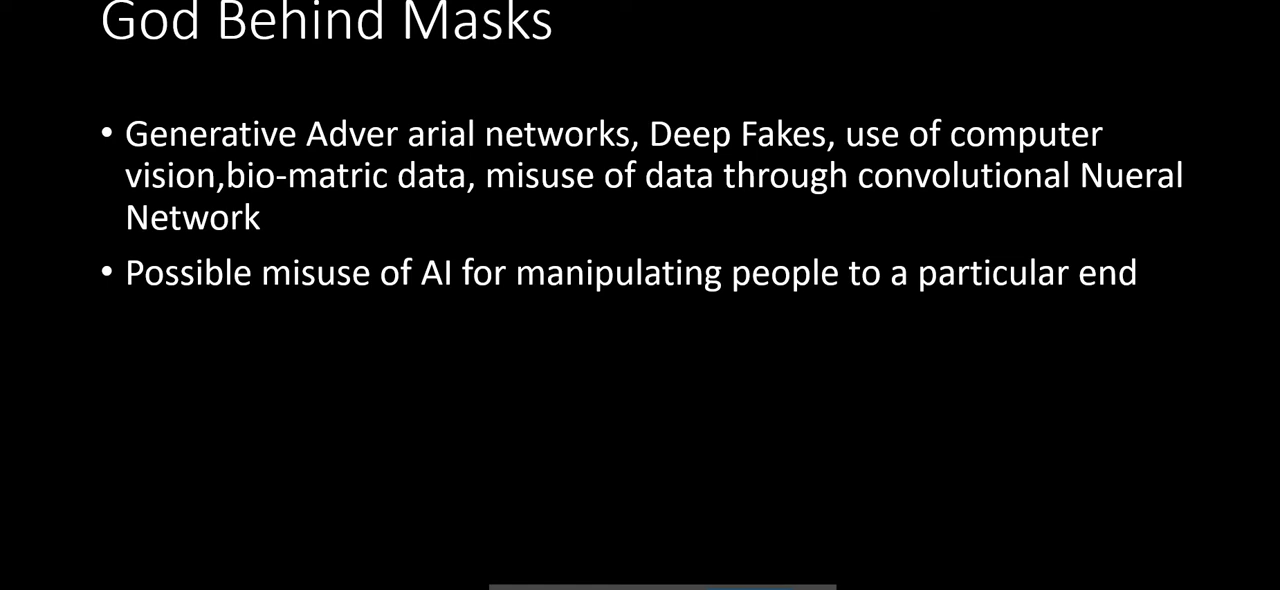 God Behind Masks
• Generative Adver arial networks, Deep Fakes, use of computer
vision,bio-matric data, misuse of data through convolutional Nueral
Network
• Possible misuse of AI for manipulating people to a particular end